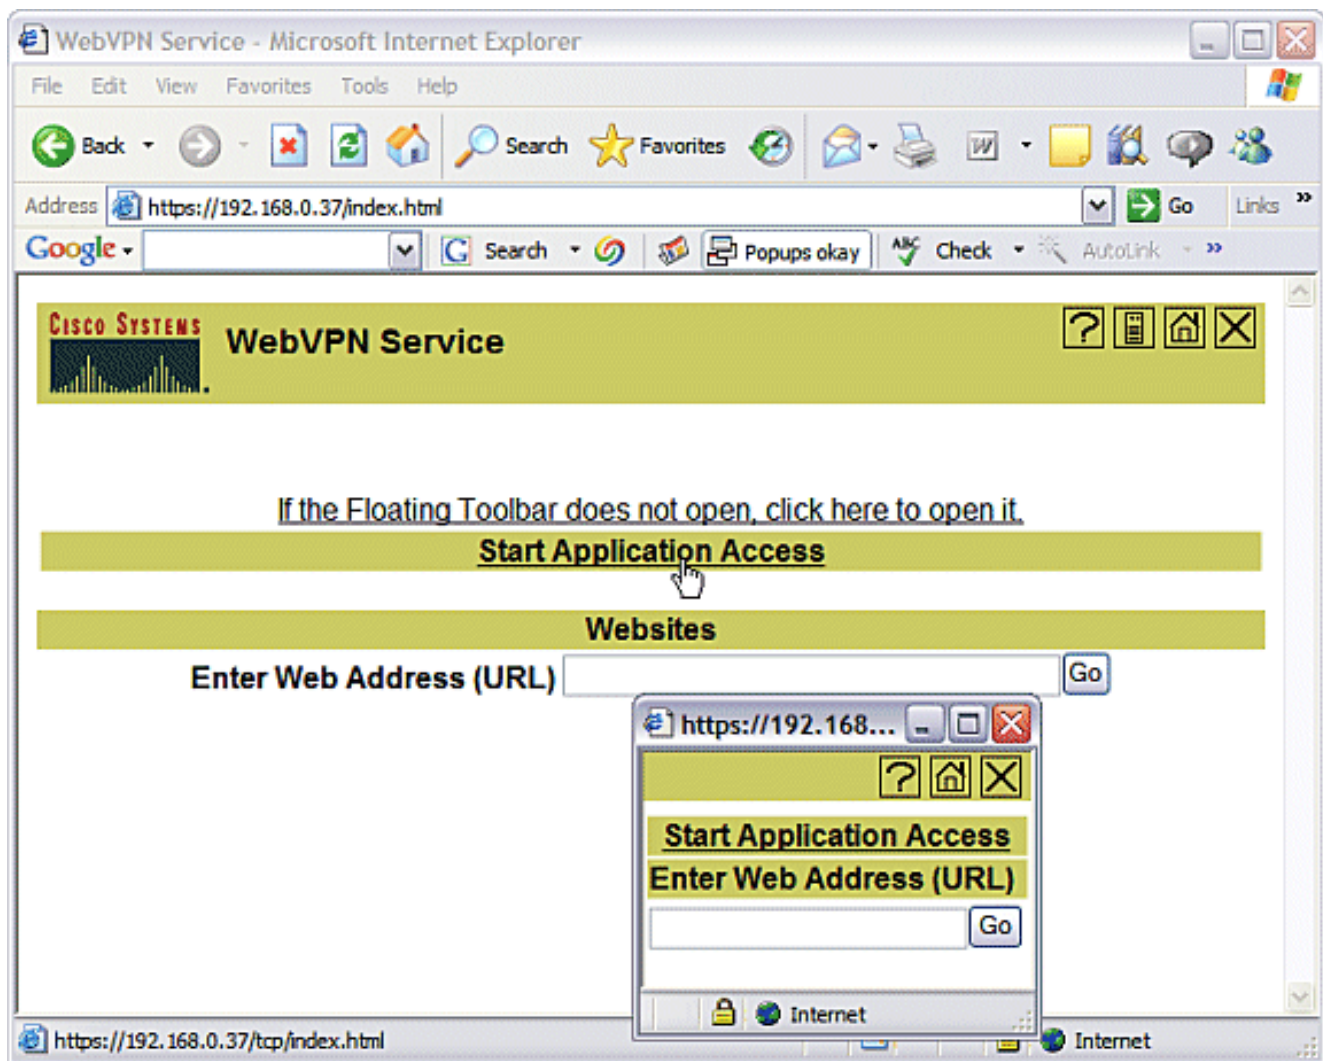 WebVPN Service - Microsoft Internet Explorer
File Edit View Favorites Tools Help
Back Search Favorites W
Address https://192.168.0.37/index.html Go Links »
Google G Search Popups okay ABC Check AutoLink »
CISCO SYSTEMS
WebVPN Service ?
If the Floating Toolbar does not open, click here to open it.
Start Application Access
Websites
Enter Web Address (URL) Go
https://192.168...
?
Start Application Access
Enter Web Address (URL)
Go
Internet
https://192.168.0.37/tcp/index.html Internet